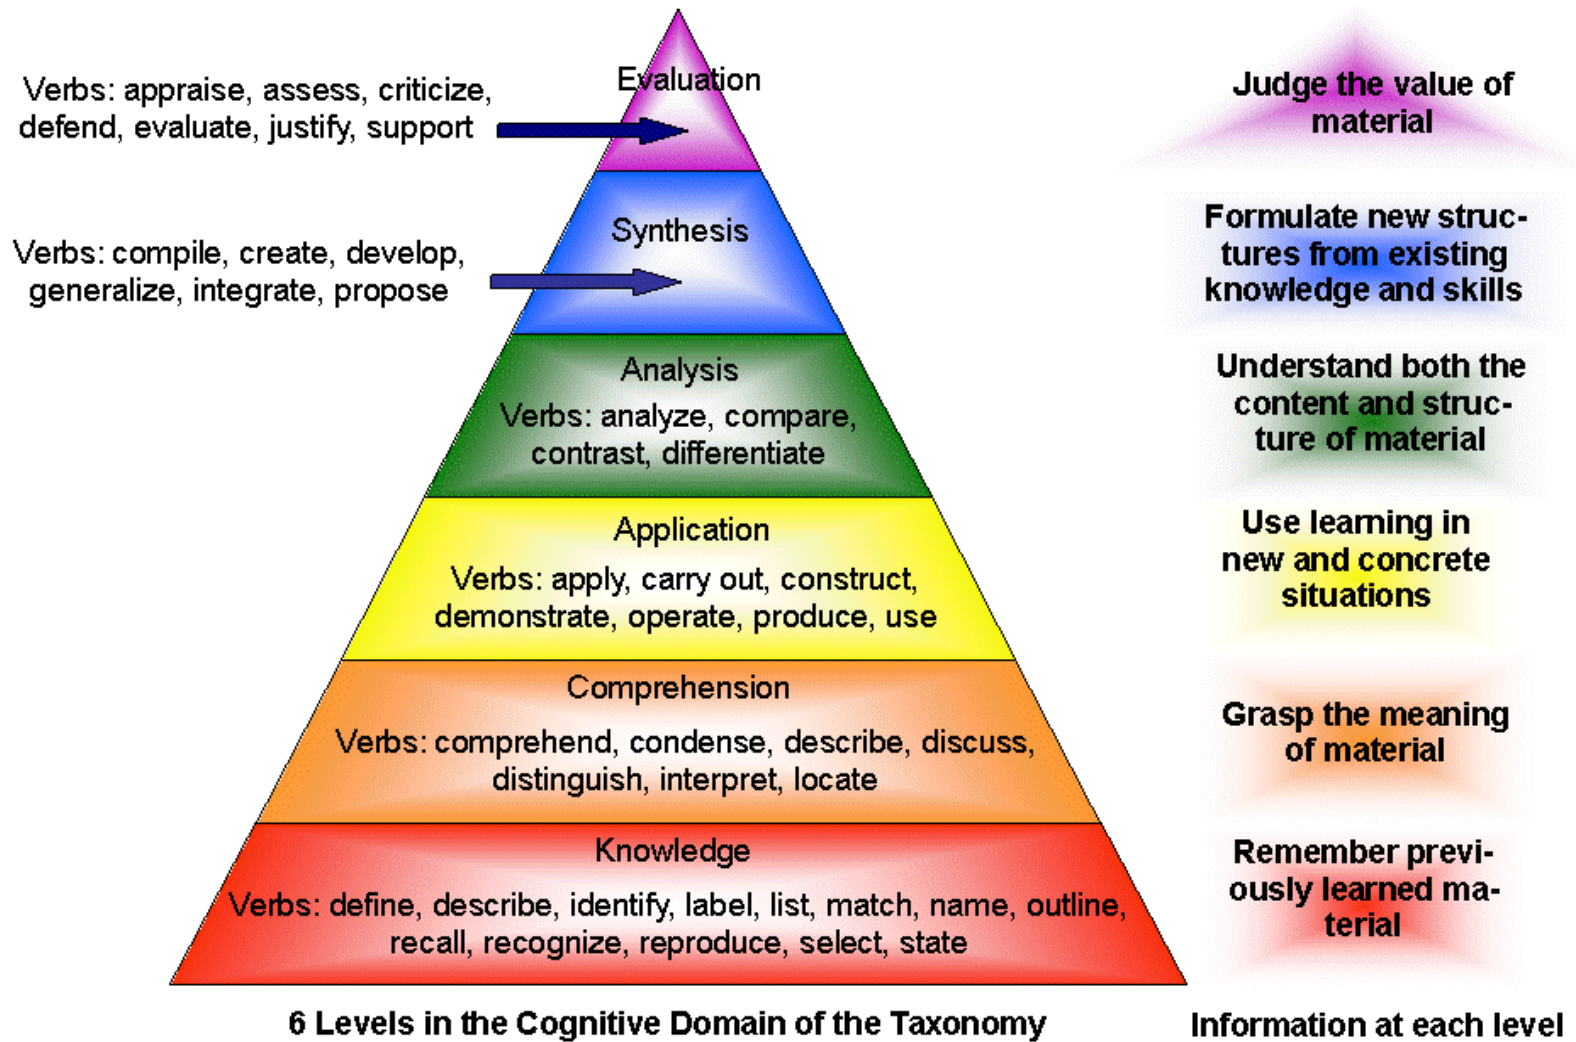 Evaluation
Verbs: appraise, assess, criticize,
defend, evaluate, justify, support
Judge the value of
material
Synthesis
Verbs: compile, create, develop,
generalize, integrate, propose
Formulate new struc-
tures from existing
knowledge and skills
Analysis
Verbs: analyze, compare,
contrast, differentiate
Understand both the
content and struc-
ture of material
Application
Verbs: apply, carry out, construct,
demonstrate, operate, produce, use
Use learning in
new and concrete
situations
Comprehension
Verbs: comprehend, condense, describe, discuss,
distinguish, interpret, locate
Grasp the meaning
of material
Knowledge
Verbs: define, describe, identify, label, list, match, name, outline,
recall, recognize, reproduce, select, state
Remember previ-
ously learned ma-
terial
6 Levels in the Cognitive Domain of the Taxonomy
Information at each level